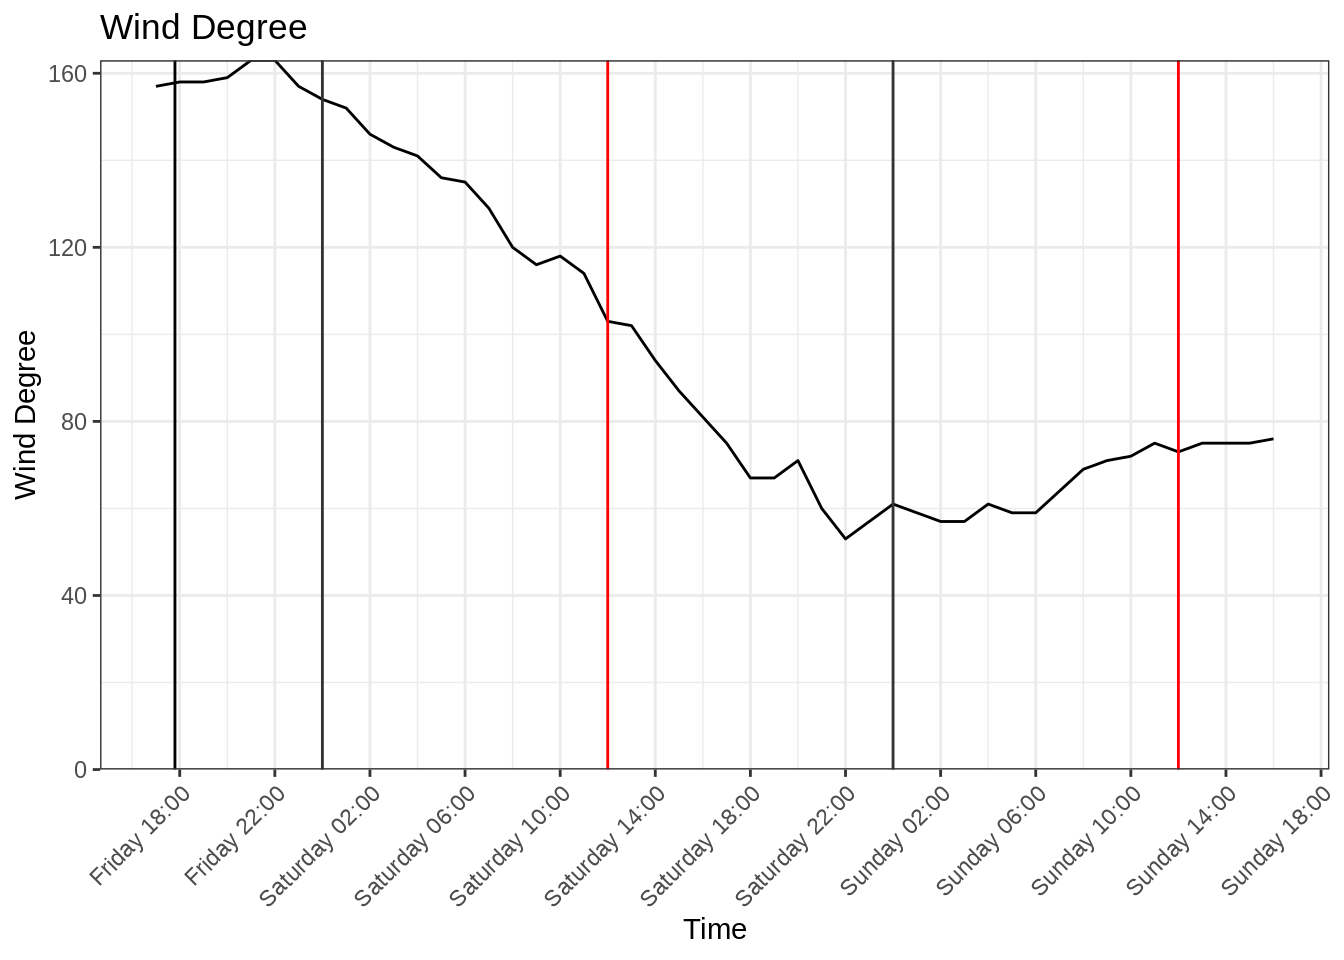 Wind Degree
Wind Degree
160
120
80
40
0
Friday 18:00
Friday 22:00
Saturday 02:00
Saturday 06:00
Saturday 10:00
Saturday 14:00
Saturday 18:00
Saturday 22:00
Sunday 02:00
Sunday 06:00
Sunday 10:00
Sunday 14:00
Sunday 18:00
Time